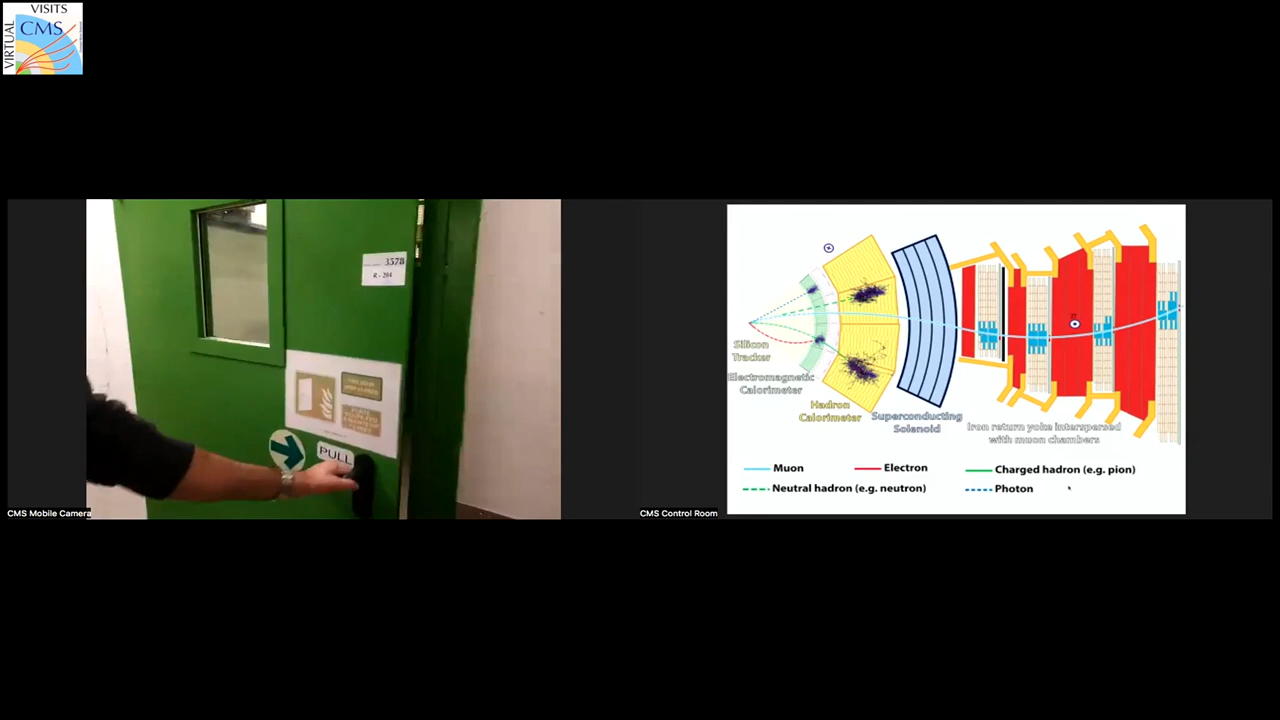 VISITS
CMS
VIRTUAL
3578
R - 204
PULL
CMS Mobile Camera
Silicon
Tracker
Electromagnetic
Calorimeter
Hadron
Calorimeter
Superconducting
Solenoid
Iron return yoke interspersed
with muon chambers
Muon
Electron
Charged hadron (e.g. pion)
Neutral hadron (e.g. neutron)
Photon
CMS Control Room